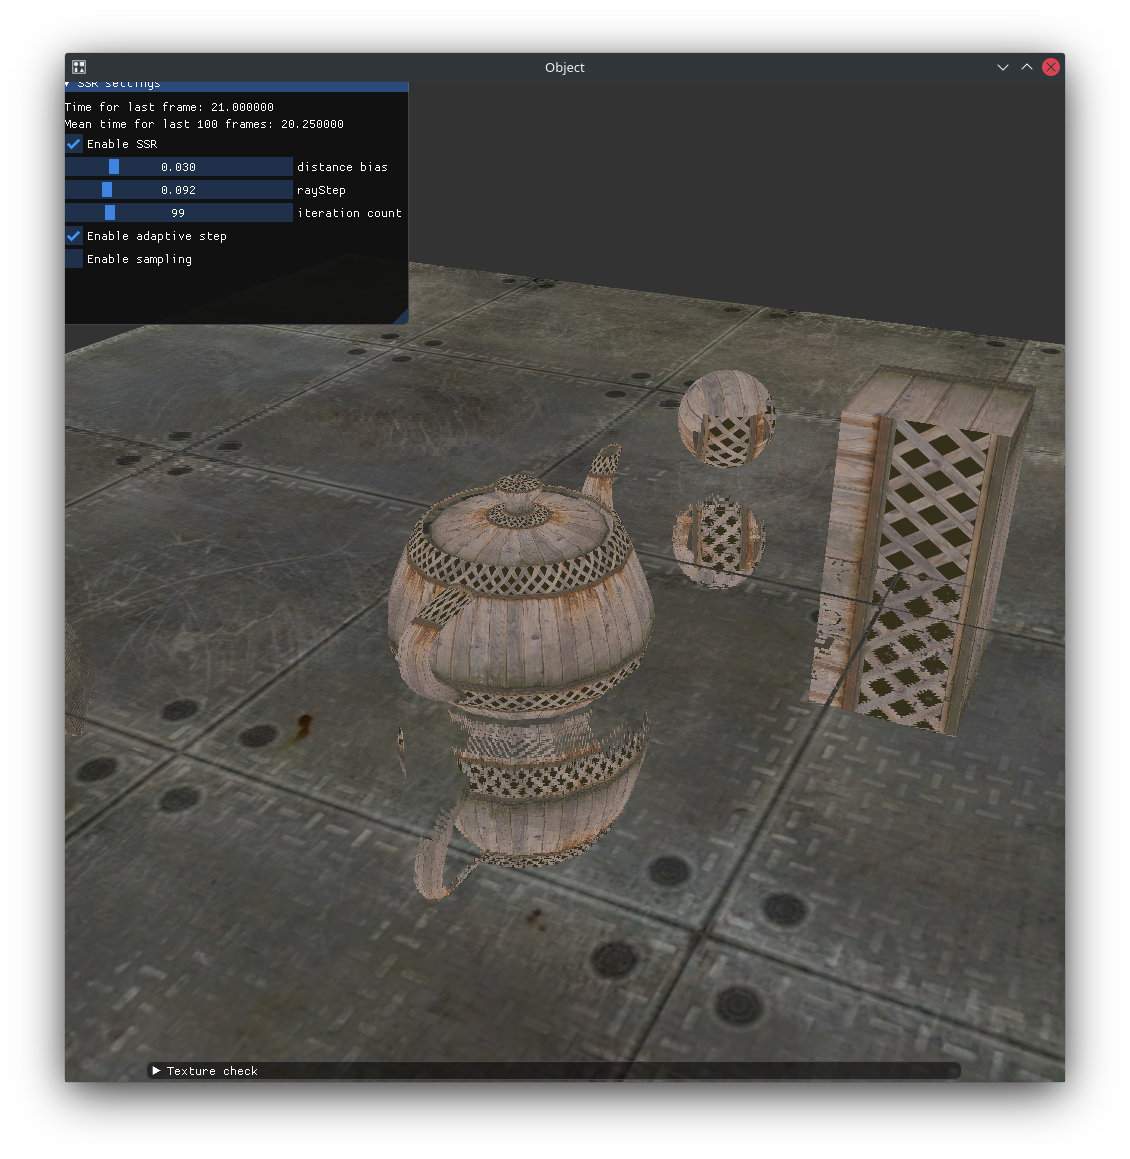 Object
SSR settings
Time for last frame: 21.000000
Mean time for last 100 frames: 20.250000
Enable SSR
0.030 distance bias
0.092 rayStep
99 iteration count
Enable adaptive step
Enable sampling
Texture check